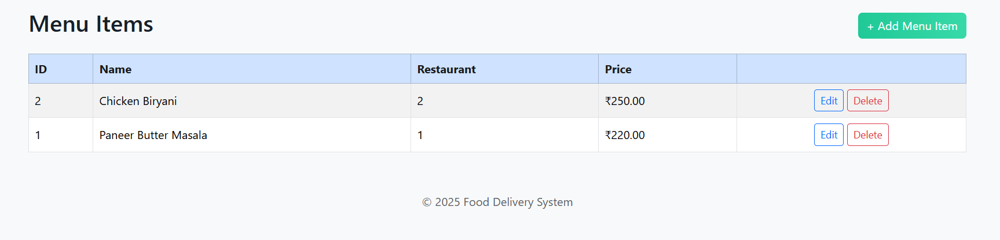 Menu Items
+ Add Menu Item
ID Name Restaurant Price
2 Chicken Biryani 2 ₹250.00 Edit Delete
1 Paneer Butter Masala 1 ₹220.00 Edit Delete
© 2025 Food Delivery System